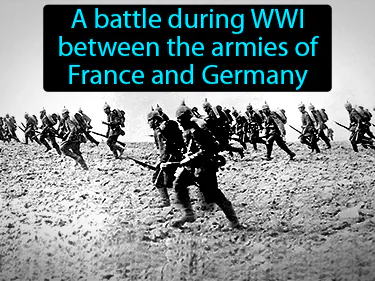 A battle during WWI
between the armies of
France and Germany